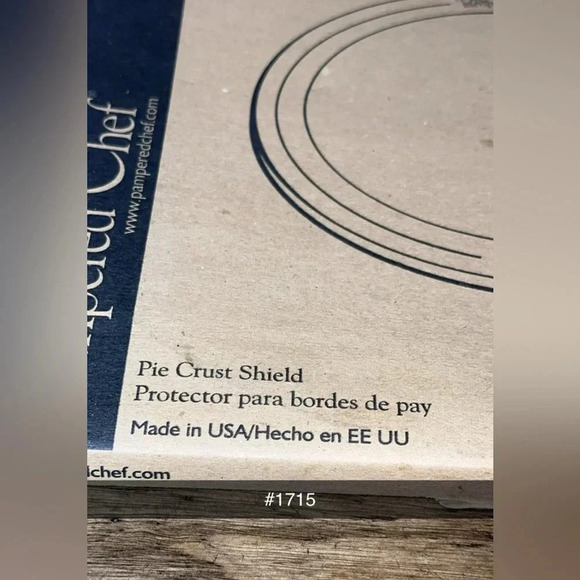 Chef
www.pamperedchef.com
Pie Crust Shield
Protector para bordes de pay
Made in USA/Hecho en EE UU
chef.com
#1715